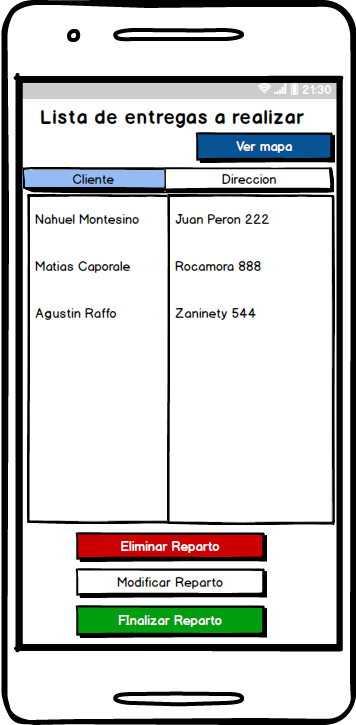 21:30
Lista de entregas a realizar
Ver mapa
Cliente Direccion
Nahuel Montesino Juan Peron 222
Matias Caporale Rocamora 888
Agustin Raffo Zaninety 544
Eliminar Reparto
Modificar Reparto
FInalizar Reparto